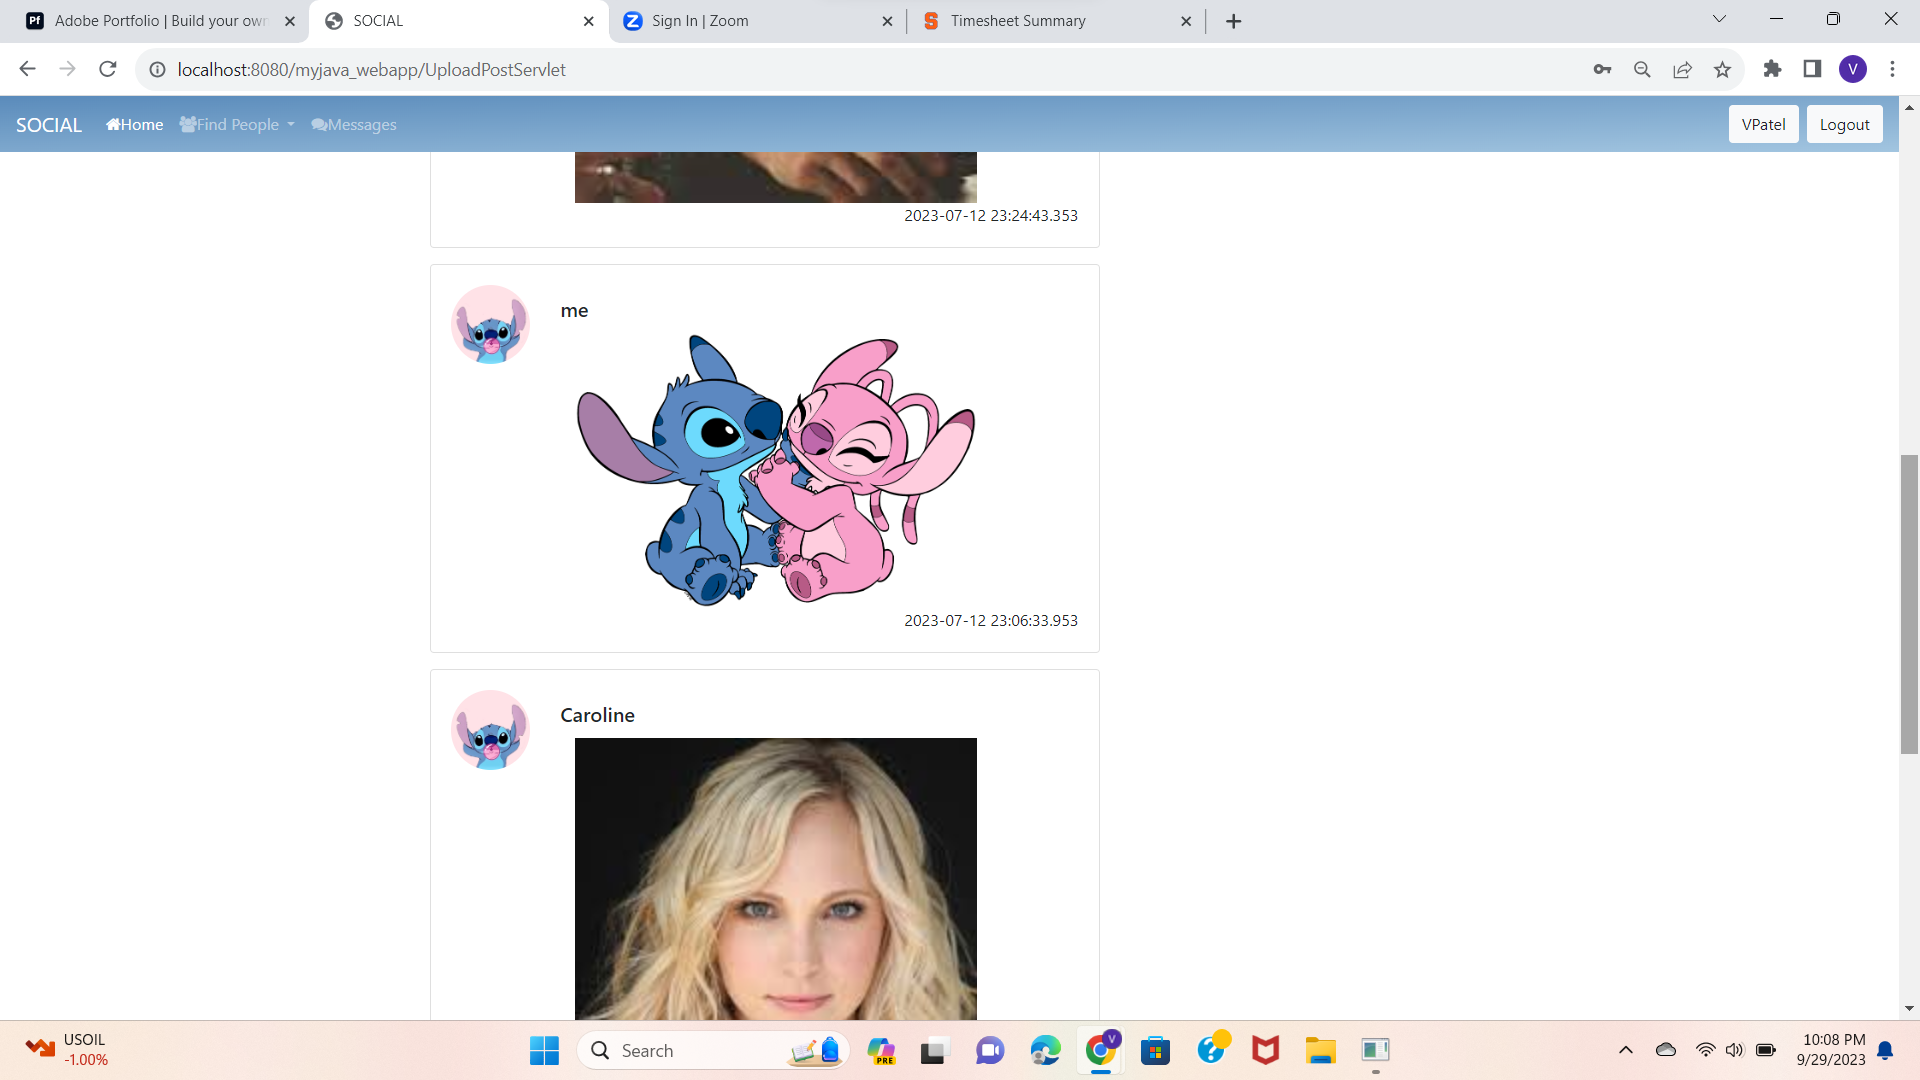 Adobe Portfolio | Build your own
SOCIAL
Sign In | Zoom
Timesheet Summary
localhost:8080/myjava_webapp/UploadPostServlet
V
SOCIAL
Home
Find People
Messages
VPatel
Logout
2023-07-12 23:24:43.353
me
2023-07-12 23:06:33.953
Caroline
USOIL
-1.00%
Search
PRE
V
10:08 PM
9/29/2023